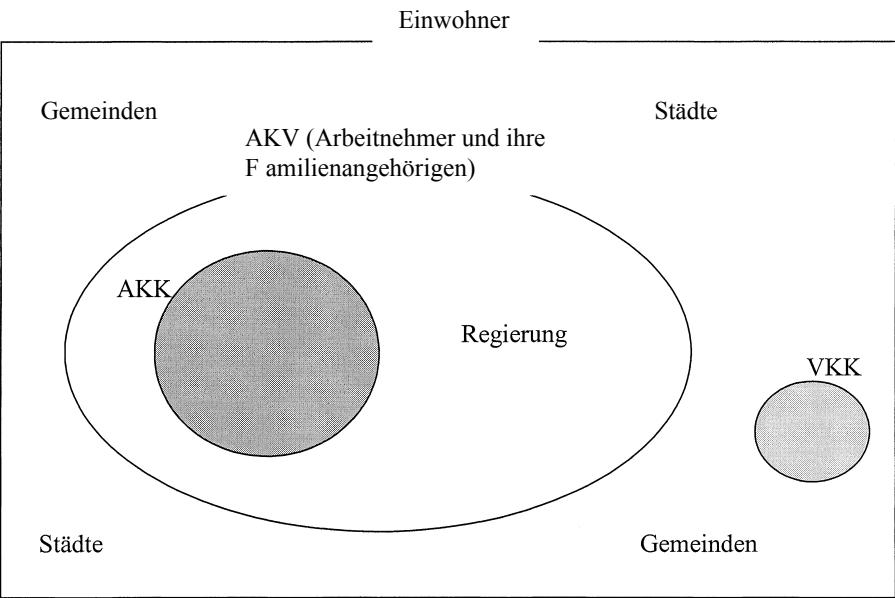 Einwohner
Gemeinden
Städte
AKV (Arbeitnehmer und ihre
F amilienangehörigen)
AKK
Regierung
VKK
Städte
Gemeinden